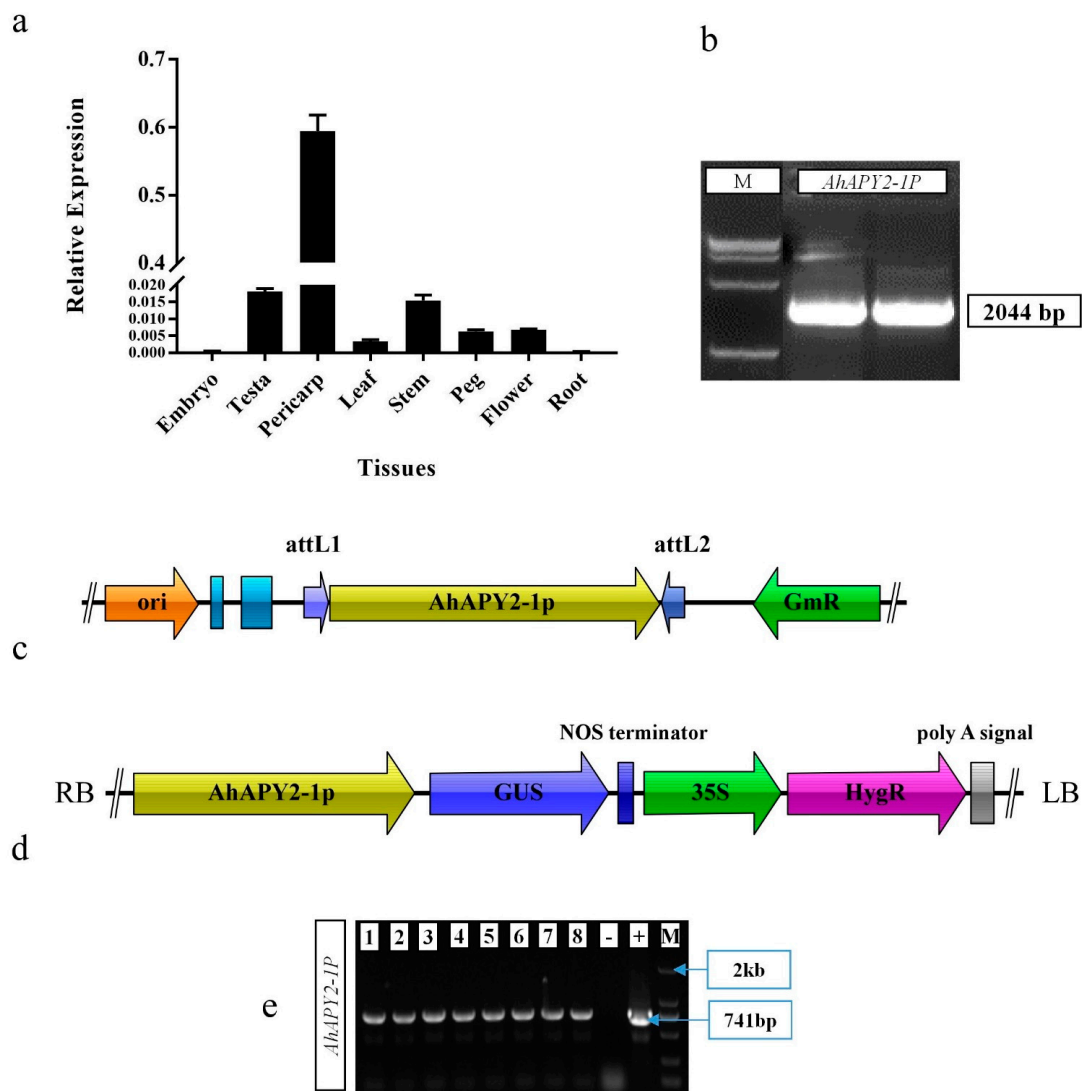 a
b
Relative Expression
0.7
0.6
0.5
0.4
0.020
0.015
0.010
0.005
0.000
Embryo
Testa
Pericarp
Leaf
Stem
Peg
Flower
Root
Tissues
M
AhAPY2-1P
2044 bp
attL1
attL2
ori
AhAPY2-1p
GmR
c
NOS terminator
poly A signal
RB
AhAPY2-1p
GUS
35S
HygR
LB
d
e
AhAPY2-1P
1 2 3 4 5 6 7 8 - + M
2kb
741bp